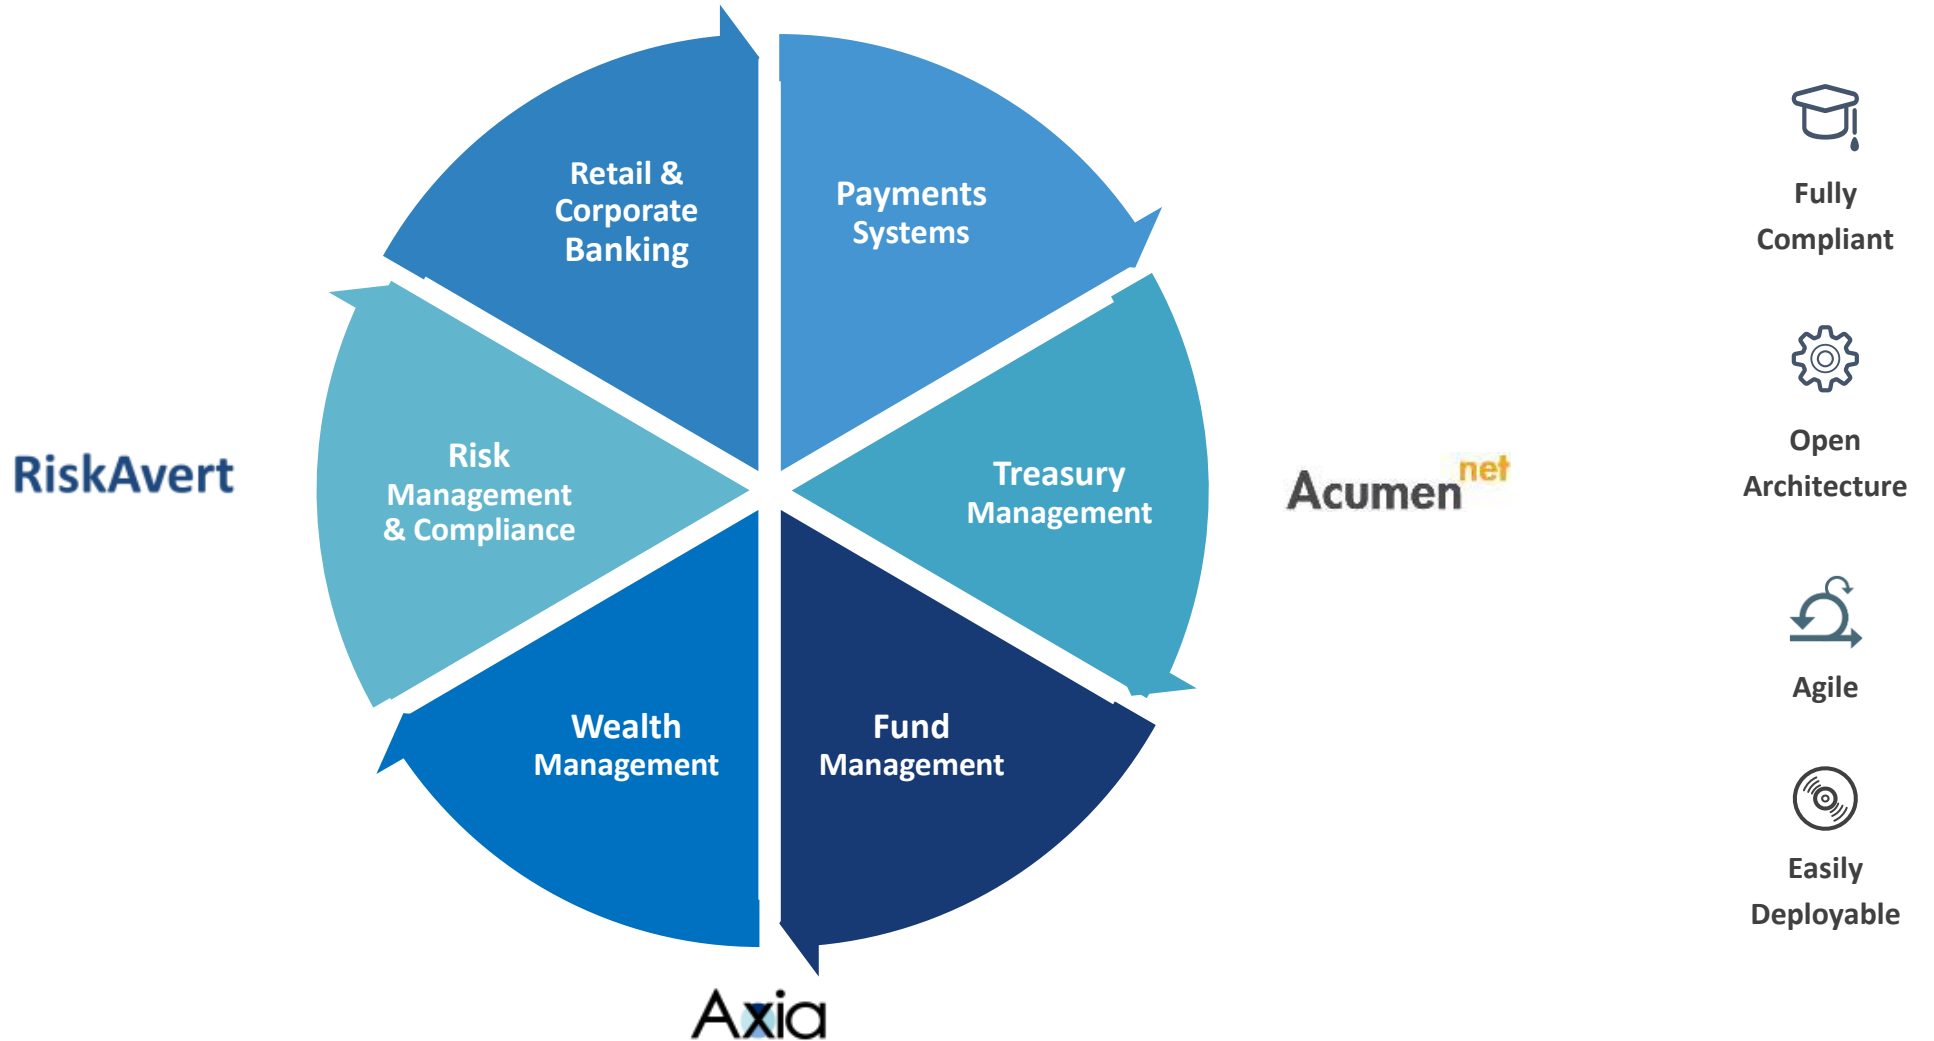 Retail &
Corporate
Banking
Payments
Systems
Risk
Management
& Compliance
Treasury
Management
Wealth
Management
Fund
Management
RiskAvert
Acumen net
Axia
Fully
Compliant
Open
Architecture
Agile
Easily
Deployable